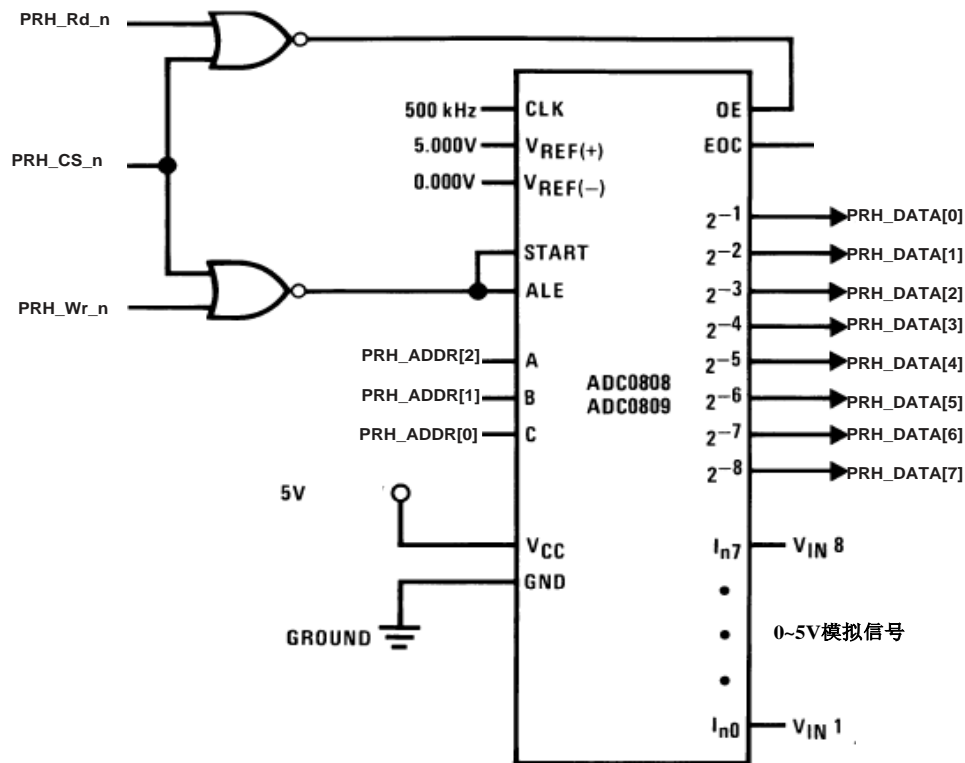 PRH_Rd_n
PRH_CS_n
PRH_Wr_n
500 kHz
5.000V
0.000V
CLK
VREF(+)
VREF(−)
START
ALE
PRH_ADDR[2]
PRH_ADDR[1]
PRH_ADDR[0]
A
B
C
ADC0808
ADC0809
OE
EOC
2−1 PRH_DATA[0]
2−2 PRH_DATA[1]
2−3 PRH_DATA[2]
2−4 PRH_DATA[3]
2−5 PRH_DATA[4]
2−6 PRH_DATA[5]
2−7 PRH_DATA[6]
2−8 PRH_DATA[7]
5V
VCC
GND
GROUND
In7 VIN 8
0~5V模拟信号
In0 VIN 1